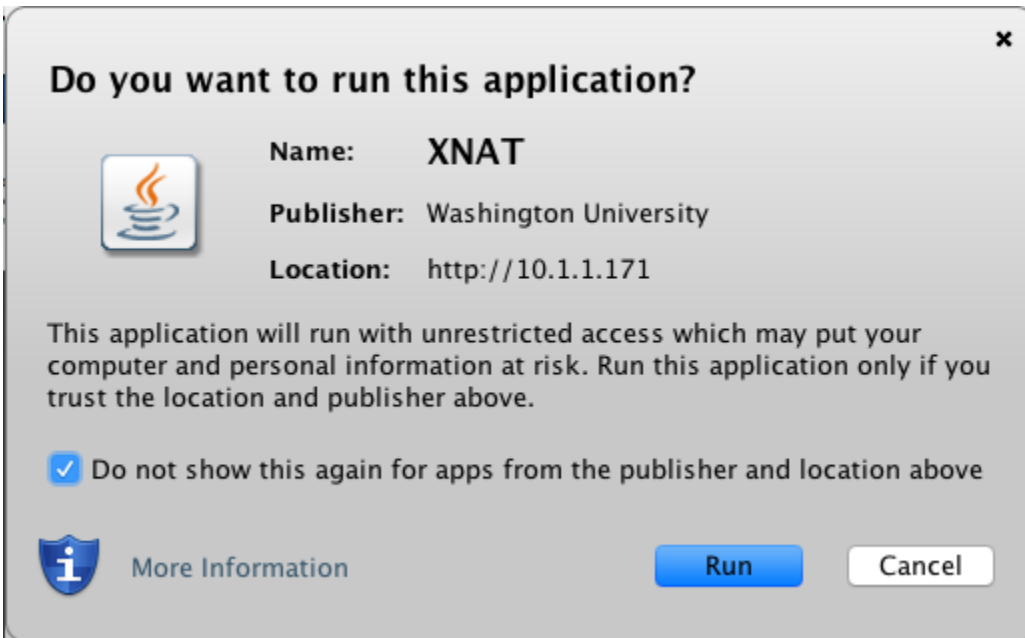 Do you want to run this application?
Name: XNAT
Publisher: Washington University
Location: http://10.1.1.171
This application will run with unrestricted access which may put your
computer and personal information at risk. Run this application only if you
trust the location and publisher above.
Do not show this again for apps from the publisher and location above
More Information
Run
Cancel